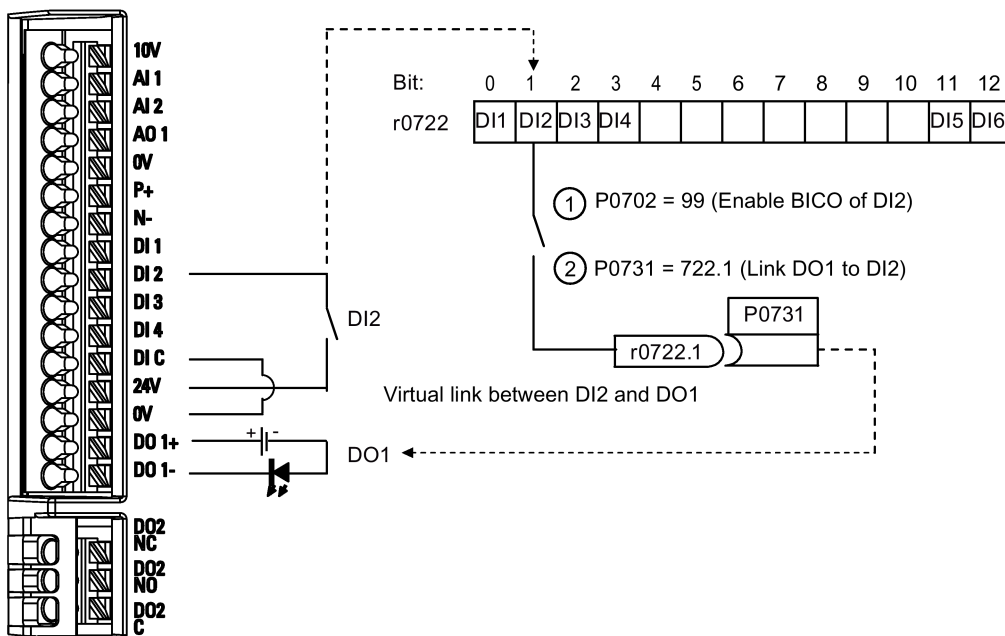 10V
AI 1
AI 2
AO 1
0V
P+
N-
DI 1
DI 2
DI 3
DI 4
DI C
24V
0V
DO 1+
DO 1-
DO2
NC
DO2
NO
DO2
C
Bit: 0 1 2 3 4 5 6 7 8 9 10 11 12
r0722 DI1 DI2 DI3 DI4 DI5 DI6
1 P0702 = 99 (Enable BICO of DI2)
2 P0731 = 722.1 (Link DO1 to DI2)
DI2
P0731
r0722.1
Virtual link between DI2 and DO1
+ -
DO1